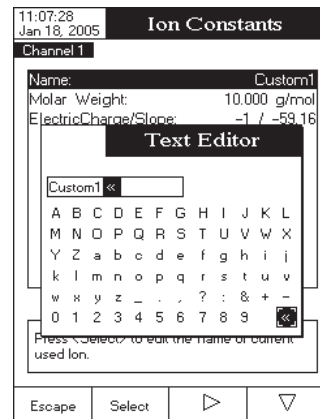 11:07:28
Jan 18, 2005
Ion Constants
Channel 1
Name: Custom1
Molar Weight: 10.000 g/mol
ElectricCharge/Slope: -1 / -59.16
Text Editor
Custom1 «
A B C D E F G H I J K L
M N O P Q R S T U V W X
Y Z a b c d e f g h i j
k l m n o p q r s t u v
w x y z _ . , ? : & + -
0 1 2 3 4 5 6 7 8 9 «
Press <Select> to edit the name of current
used Ion.
Escape Select ▷ ▽